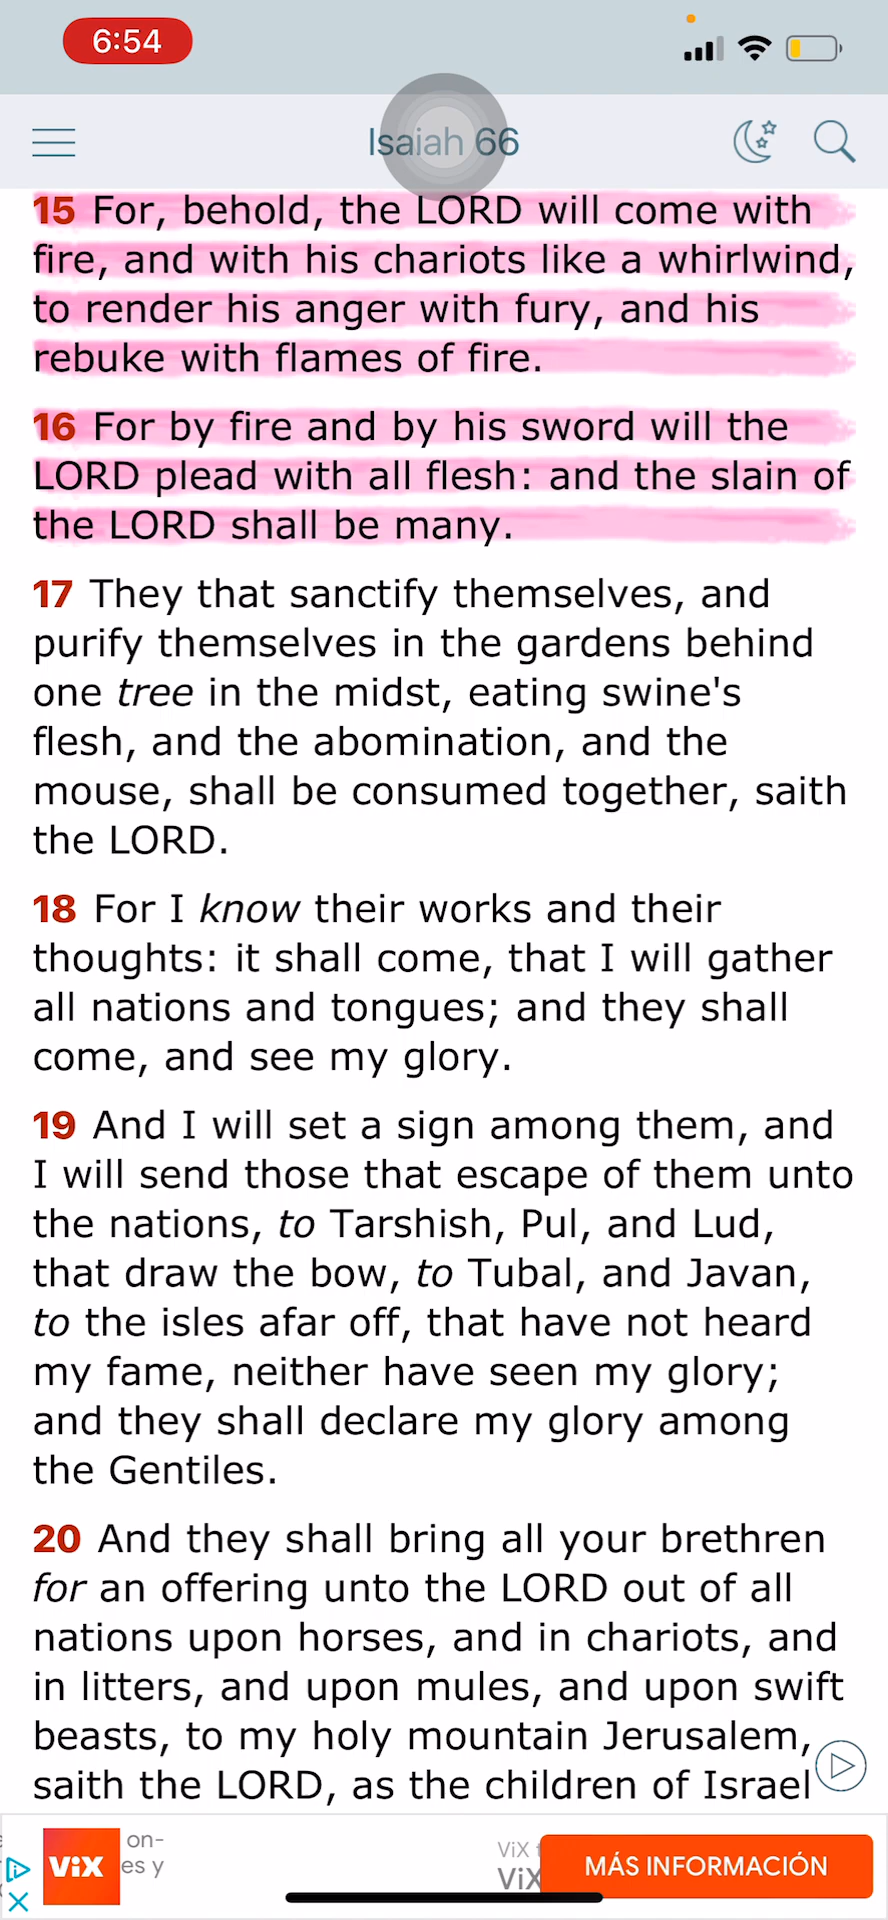 6:54
Isaiah 66
15 For, behold, the LORD will come with
fire, and with his chariots like a whirlwind,
to render his anger with fury, and his
rebuke with flames of fire.
16 For by fire and by his sword will the
LORD plead with all flesh: and the slain of
the LORD shall be many.
17 They that sanctify themselves, and
purify themselves in the gardens behind
one tree in the midst, eating swine's
flesh, and the abomination, and the
mouse, shall be consumed together, saith
the LORD.
18 For I know their works and their
thoughts: it shall come, that I will gather
all nations and tongues; and they shall
come, and see my glory.
19 And I will set a sign among them, and
I will send those that escape of them unto
the nations, to Tarshish, Pul, and Lud,
that draw the bow, to Tubal, and Javan,
to the isles afar off, that have not heard
my fame, neither have seen my glory;
and they shall declare my glory among
the Gentiles.
20 And they shall bring all your brethren
for an offering unto the LORD out of all
nations upon horses, and in chariots, and
in litters, and upon mules, and upon swift
beasts, to my holy mountain Jerusalem,
saith the LORD, as the children of Israel
ViX
on-
es y
ViX
ViX
MÁS INFORMACIÓN